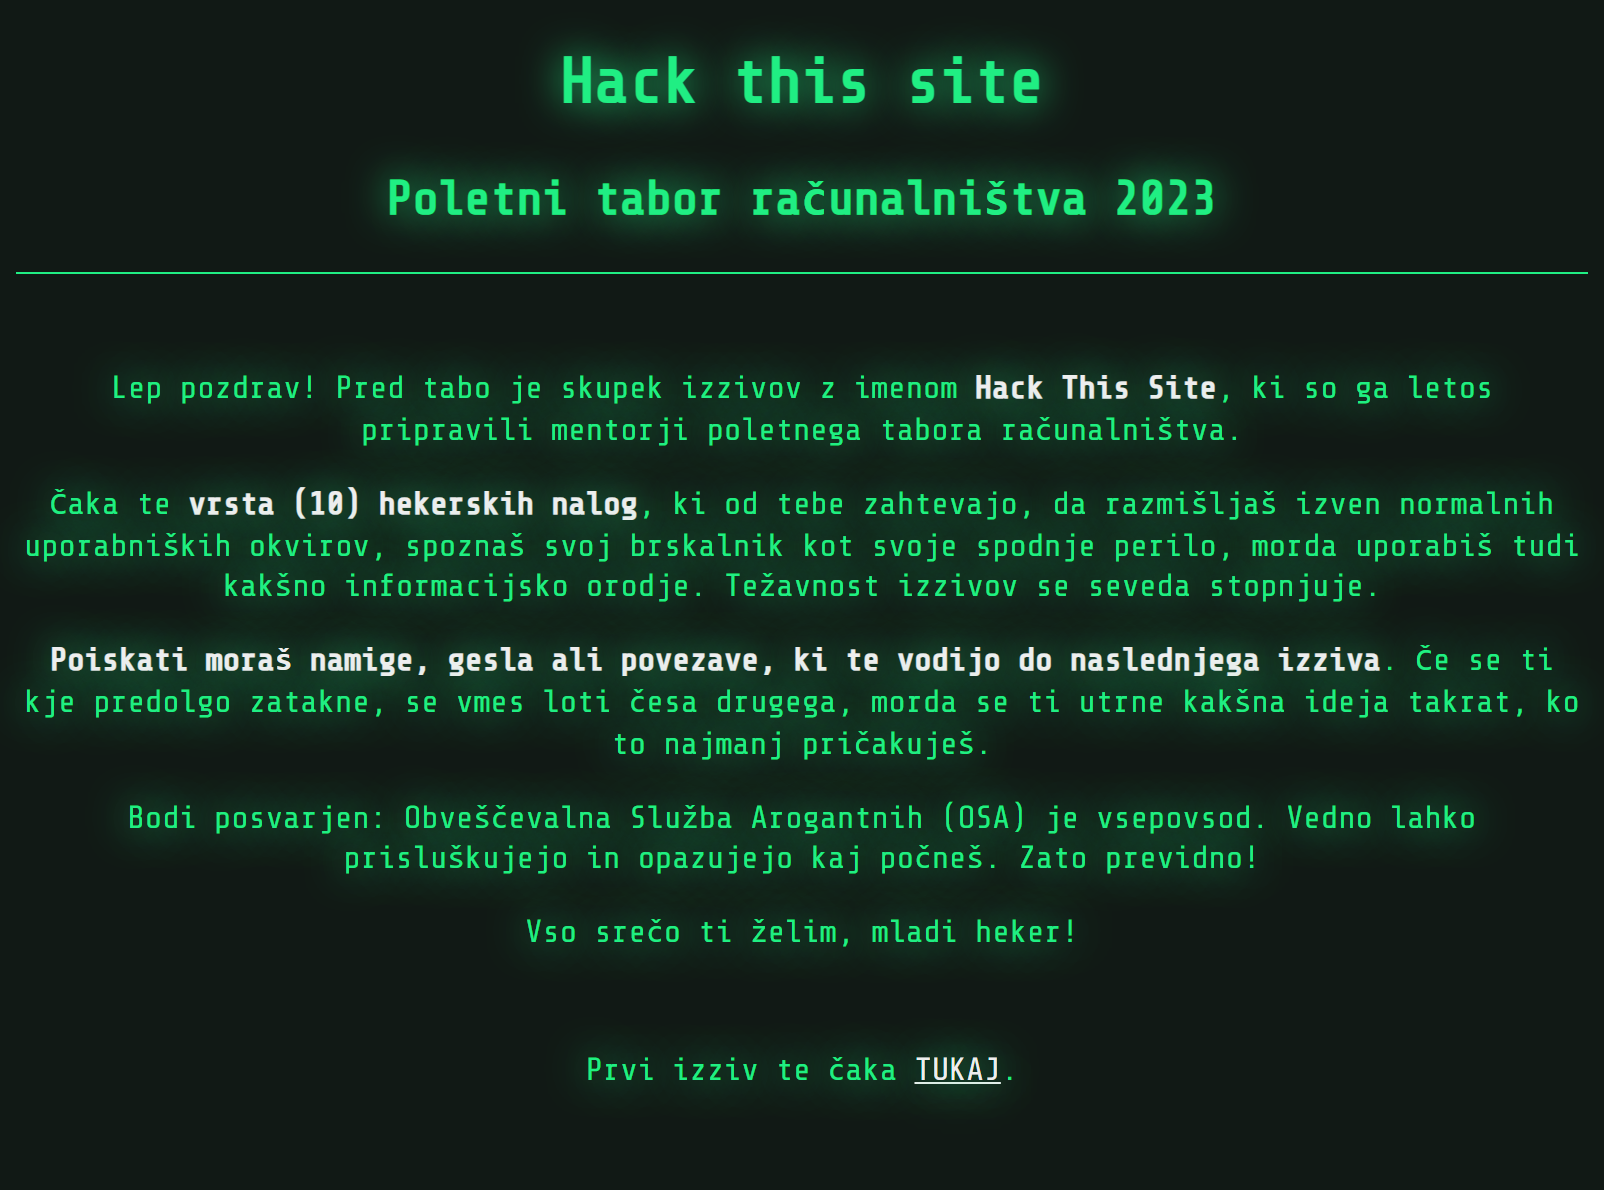 Hack this site
Poletni tabor računalništva 2023
Lep pozdrav! Pred tabo je skupek izzivov z imenom Hack This Site, ki so ga letos
pripravili mentorji poletnega tabora računalništva.
Čaka te vrsta (10) hekerskih nalog, ki od tebe zahtevajo, da razmišljaš izven normalnih
uporabniških okvirov, spoznaš svoj brskalnik kot svoje spodnje perilo, morda uporabiš tudi
kakšno informacijsko orodje. Težavnost izzivov se seveda stopnjuje.
Poiskati moraš namige, gesla ali povezave, ki te vodijo do naslednjega izziva. Če se ti
kje predolgo zatakne, se vmes loti česa drugega, morda se ti utrne kakšna ideja takrat, ko
to najmanj pričakuješ.
Bodi posvarjen: Obveščevalna Služba Arogantnih (OSA) je vsepovsod. Vedno lahko
prisluškujejo in opazujejo kaj počneš. Zato previdno!
Vso srečo ti želim, mladi heker!
Prvi izziv te čaka TUKAJ.